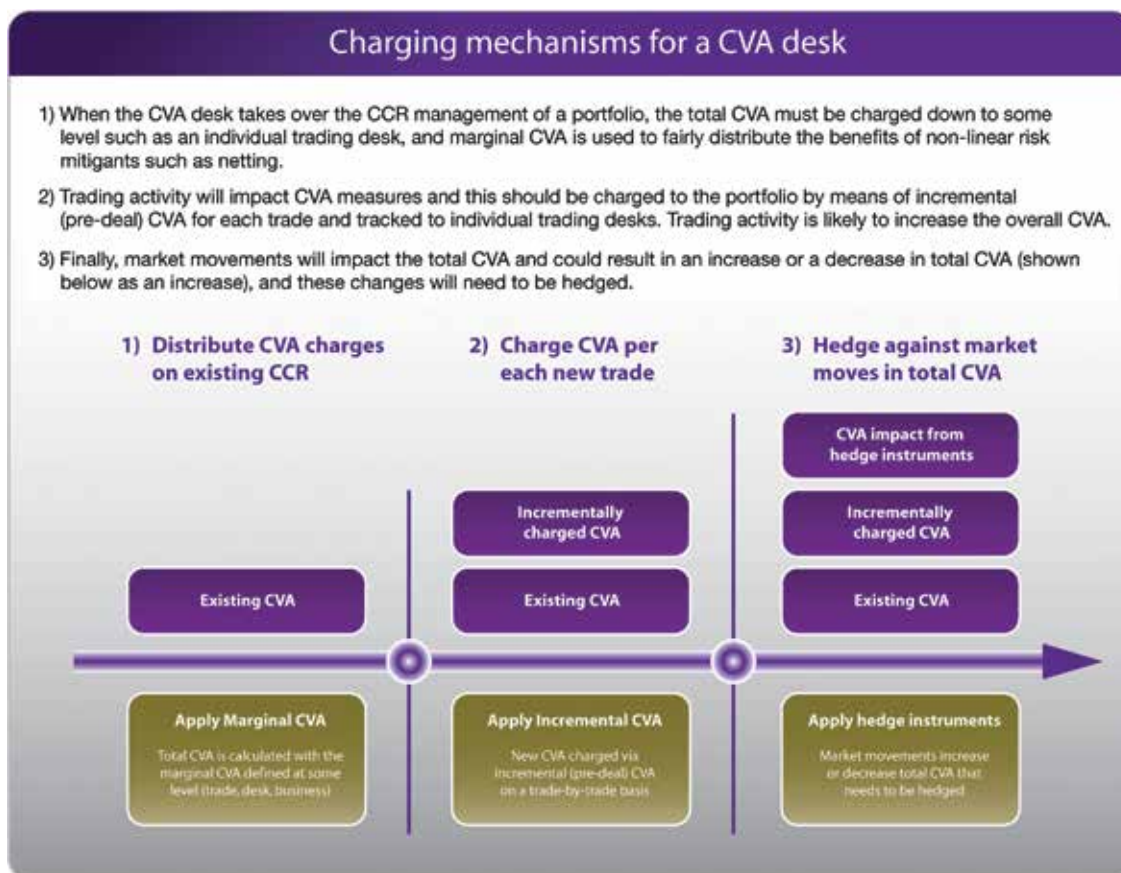 Charging mechanisms for a CVA desk
1) When the CVA desk takes over the CCR management of a portfolio, the total CVA must be charged down to some
level such as an individual trading desk, and marginal CVA is used to fairly distribute the benefits of non-linear risk
mitigants such as netting.
2) Trading activity will impact CVA measures and this should be charged to the portfolio by means of incremental
(pre-deal) CVA for each trade and tracked to individual trading desks. Trading activity is likely to increase the overall CVA.
3) Finally, market movements will impact the total CVA and could result in an increase or a decrease in total CVA (shown
below as an increase), and these changes will need to be hedged.
1) Distribute CVA charges
on existing CCR
2) Charge CVA per
each new trade
3) Hedge against market
moves in total CVA
CVA impact from
hedge instruments
Incrementally
charged CVA
Incrementally
charged CVA
Existing CVA
Existing CVA
Existing CVA
Apply Marginal CVA
Total CVA is calculated with the
marginal CVA defined at some
level (trade, desk, business)
Apply Incremental CVA
New CVA charged via
incremental (pre-deal) CVA
on a trade-by-trade basis
Apply hedge instruments
Market movements increase
or decrease total CVA that
needs to be hedged